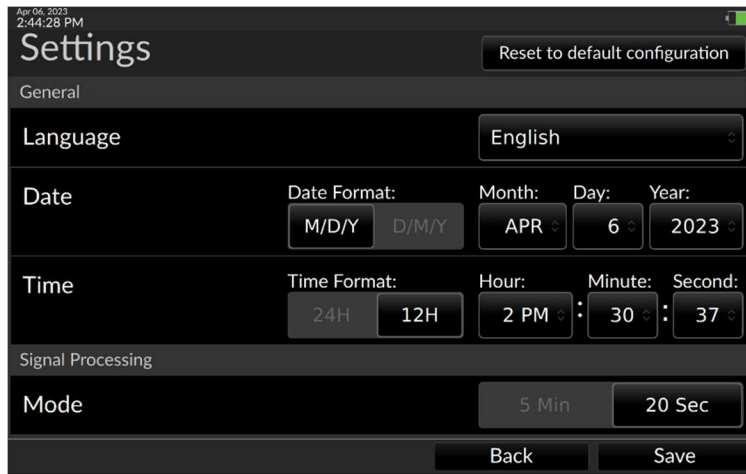 Apr 06, 2023
2:44:28 PM
Settings
Reset to default configuration
General
Language
English
Date
Date Format:
Month:
Day:
Year:
M/D/Y
D/M/Y
APR
6
2023
Time
Time Format:
Hour:
Minute:
Second:
24H
12H
2 PM
:
30
:
37
Signal Processing
Mode
5 Min
20 Sec
Back
Save